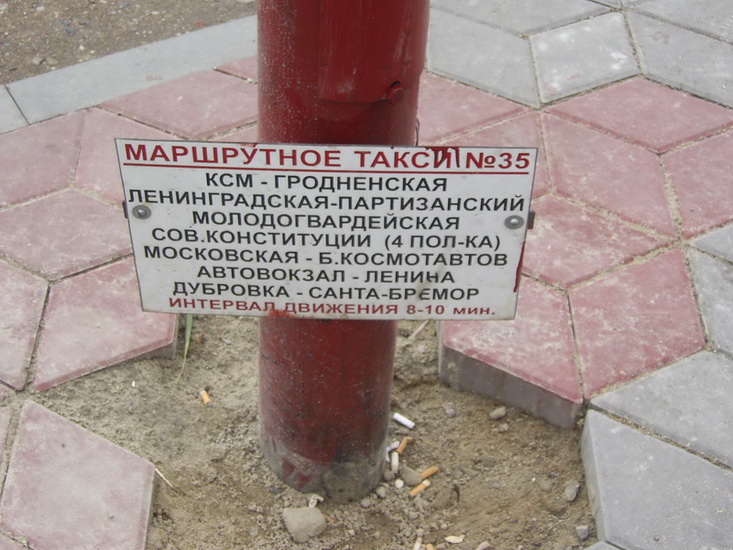 МАРШРУТНОЕ ТАКСИ №35
КСМ - ГРОДНЕНСКАЯ
ЛЕНИНГРАДСКАЯ-ПАРТИЗАНСКИЙ
МОЛОДОГВАРДЕЙСКАЯ
СОВ.КОНСТИТУЦИИ (4 ПОЛ-КА)
МОСКОВСКАЯ - Б.КОСМОТАВТОВ
АВТОВОКЗАЛ - ЛЕНИНА
ДУБРОВКА - САНТА-БРЕМОР
ИНТЕРВАЛ ДВИЖЕНИЯ 8-10 мин.